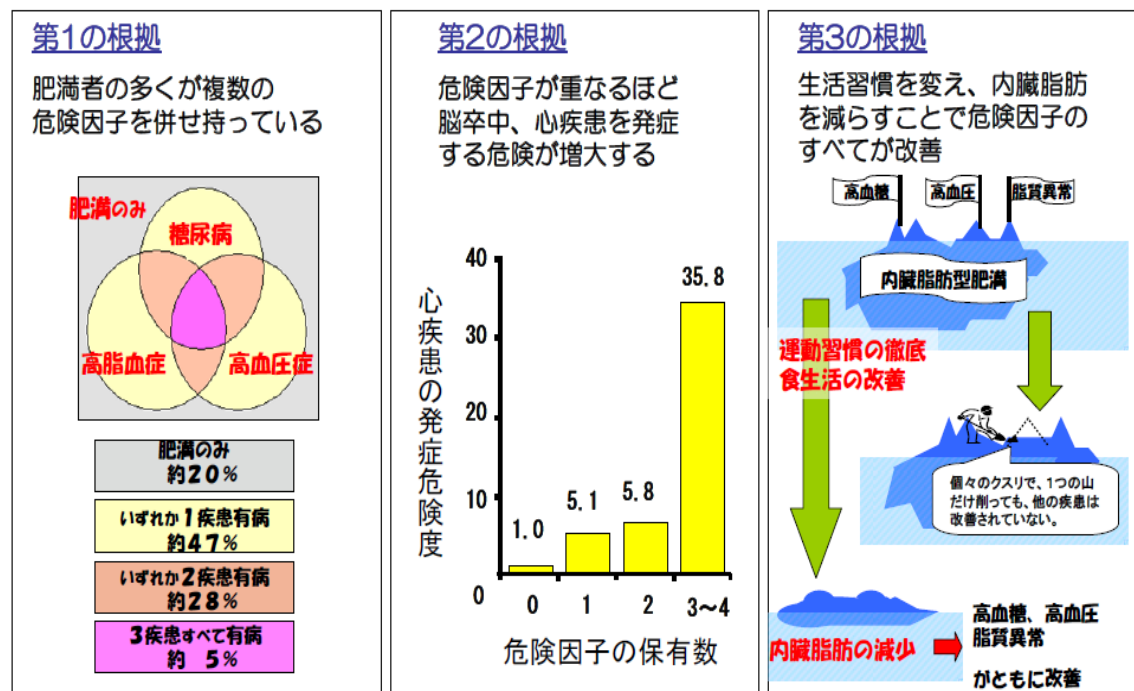 第1の根拠
肥満者の多くが複数の
危険因子を併せ持っている
肥満のみ
糖尿病
高脂血症
高血圧症
肥満のみ
約20%
いずれか1疾患有病
約47%
いずれか2疾患有病
約28%
3疾患すべて有病
約 5%
第2の根拠
危険因子が重なるほど
脳卒中、心疾患を発症
する危険が増大する
心疾患の発症危険度
40
30
20
10
0
1.0
5.1
5.8
35.8
0
1
2
3～4
危険因子の保有数
第3の根拠
生活習慣を変え、内臓脂肪
を減らすことで危険因子の
すべてが改善
高血糖
高血圧
脂質異常
内臓脂肪型肥満
運動習慣の徹底
食生活の改善
個々のクスリで、1つの山
だけ削っても、他の疾患は
改善されていない。
内臓脂肪の減少
高血糖、高血圧
脂質異常
がともに改善